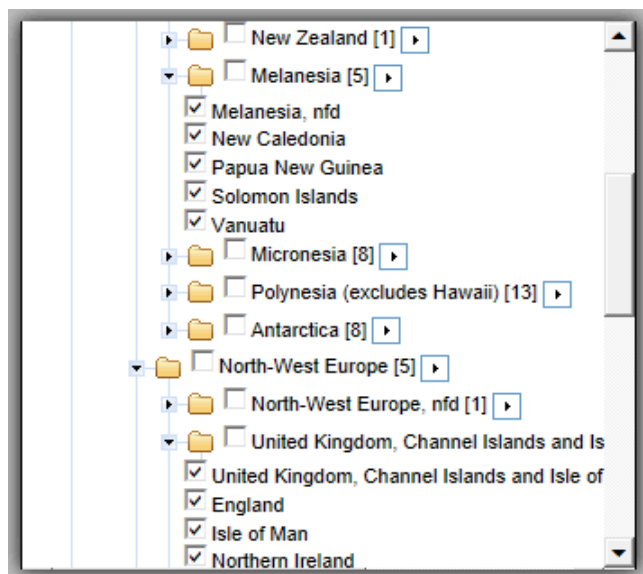 New Zealand [1]
Melanesia [5]
Melanesia, nfd
New Caledonia
Papua New Guinea
Solomon Islands
Vanuatu
Micronesia [8]
Polynesia (excludes Hawaii) [13]
Antarctica [8]
North-West Europe [5]
North-West Europe, nfd [1]
United Kingdom, Channel Islands and Is
United Kingdom, Channel Islands and Isle of
England
Isle of Man
Northern Ireland